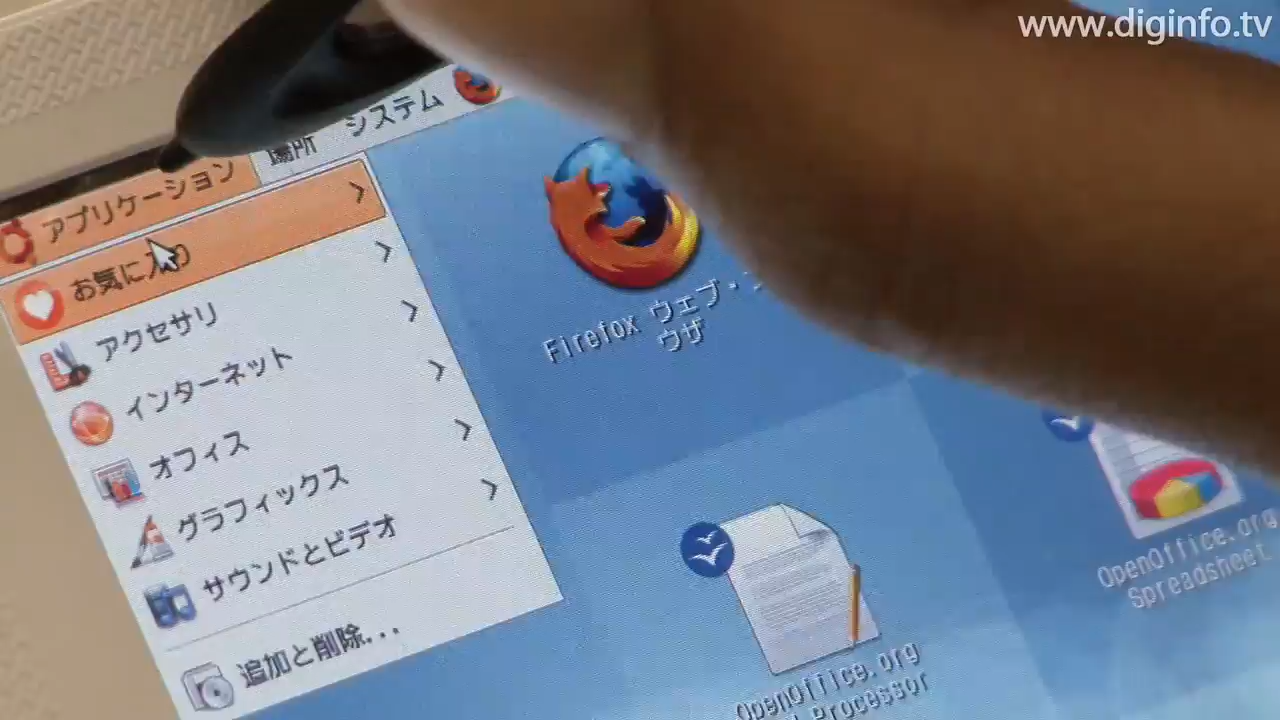 www.diginfo.tv
システム
場所
アプリケーション
お気に入り
アクセサリ
インターネット
オフィス
グラフィックス
サウンドとビデオ
追加と削除...
Firefox ウェブ・
ウザ
OpenOffice.org
Spreadsheet
OpenOffice.org
Processor